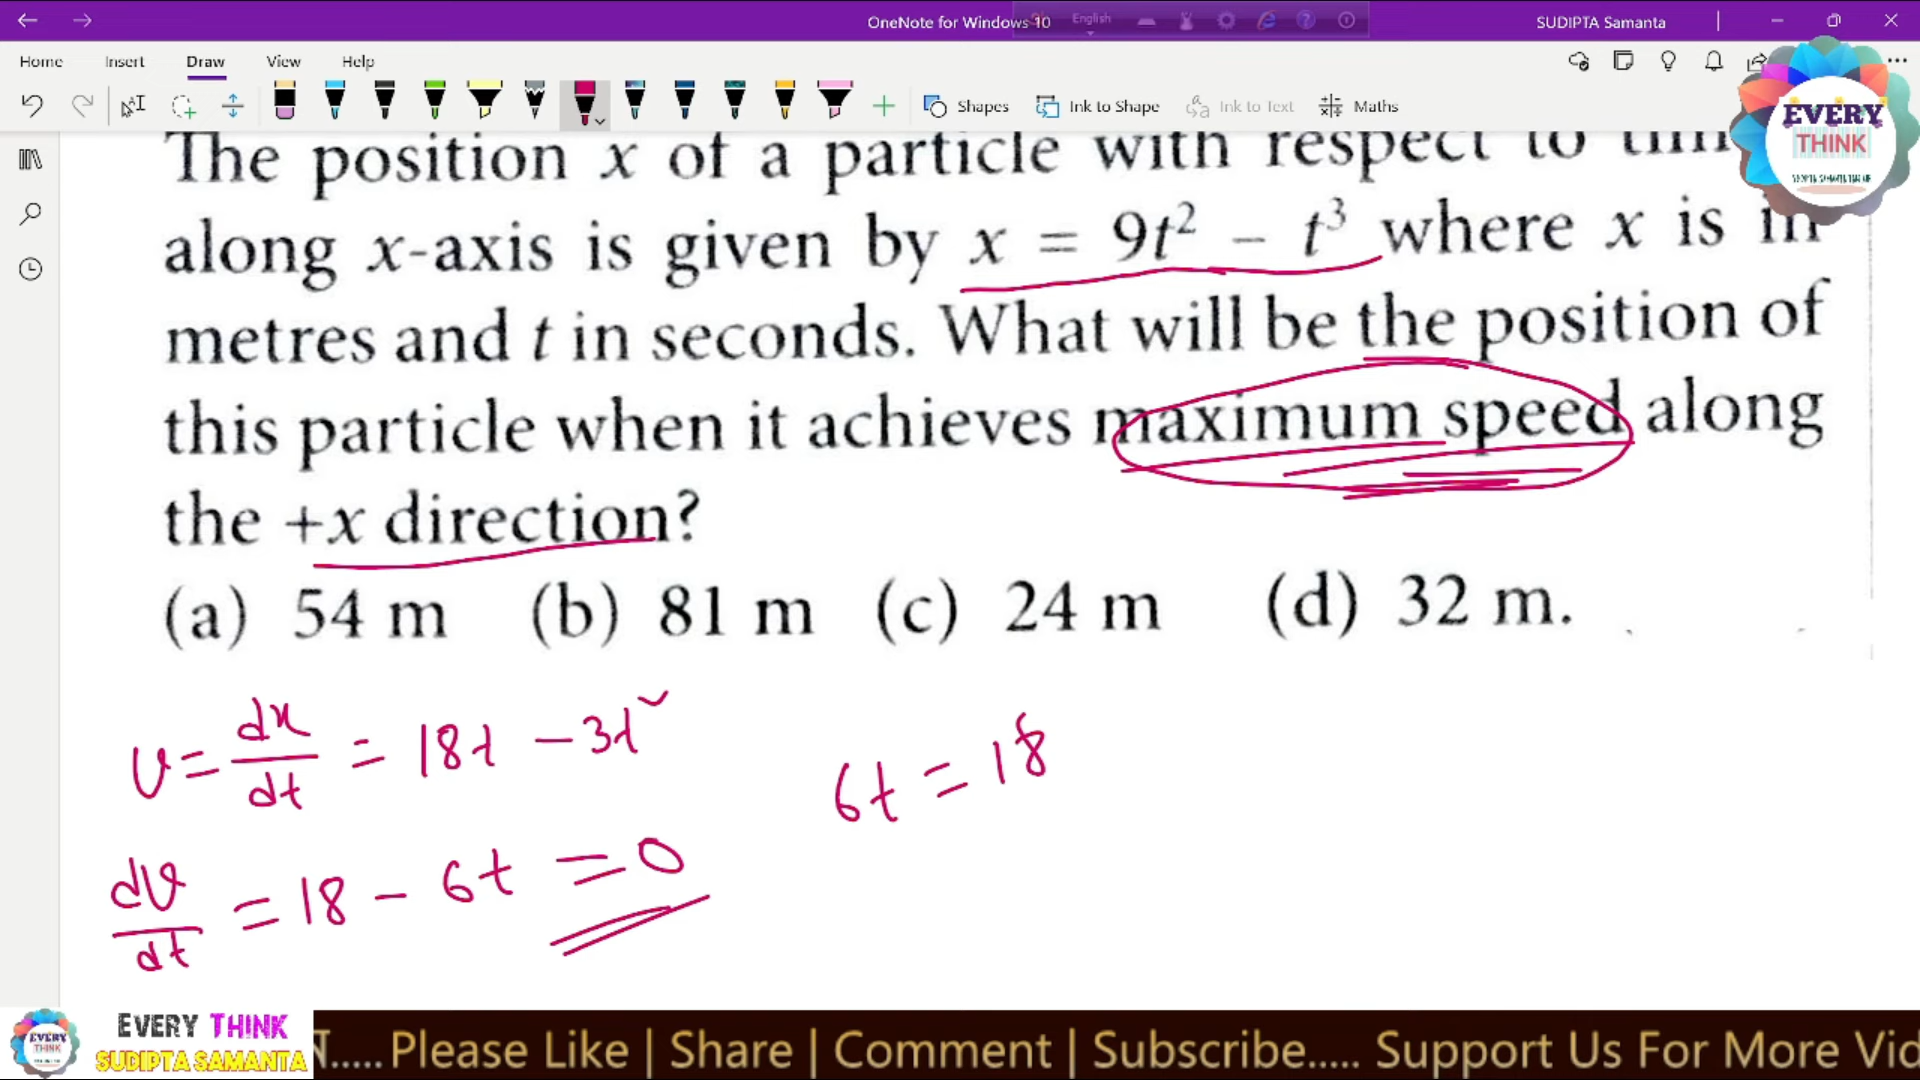 OneNote for Windows 10
English
SUDIPTA Samanta
Home Insert Draw View Help
Shapes Ink to Shape Ink to Text Maths
EVERY
THINK
The position x of a particle with respect to
along x-axis is given by x = 9t² – t³ where x is in
metres and t in seconds. What will be the position of
this particle when it achieves maximum speed along
the +x direction?
(a) 54 m (b) 81 m (c) 24 m (d) 32 m.
v = dx/dt = 18t – 3t²
6t = 18
dv/dt = 18 – 6t = 0
EVERY THINK
SUDIPTA SAMANTA
..... Please Like | Share | Comment | Subscribe..... Support Us For More Vid